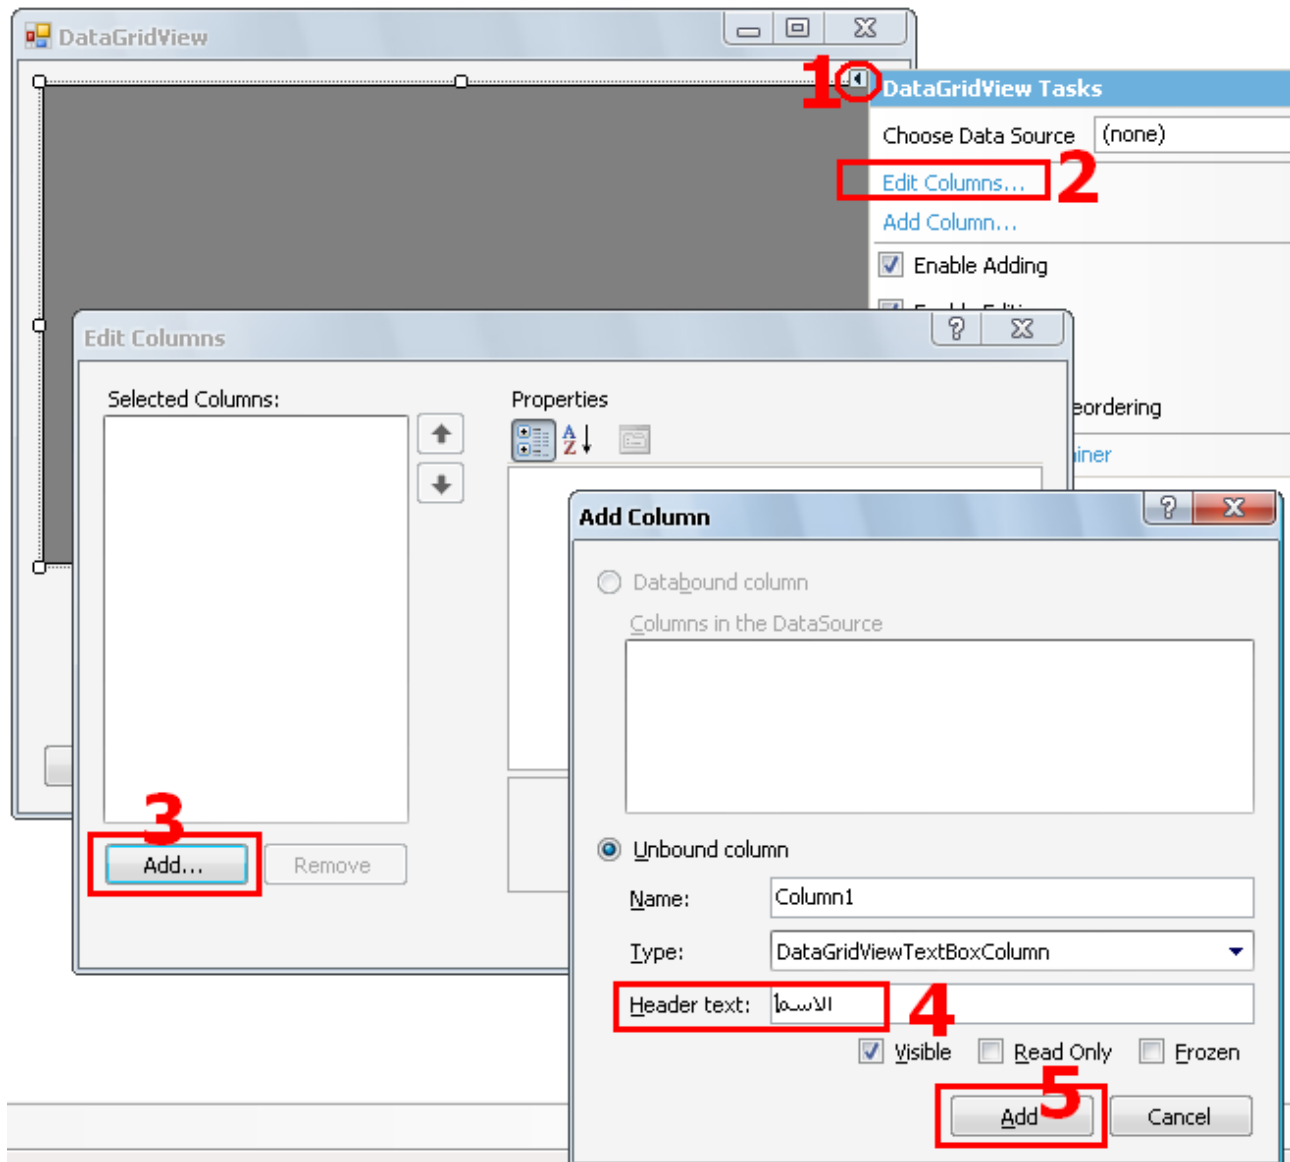 DataGridView
1
DataGridView Tasks
Choose Data Source (none)
Edit Columns... 2
Add Column...
Enable Adding
Edit Columns
Selected Columns:
Properties
eordering
iner
Add Column
Databound column
Columns in the DataSource
3
Add... Remove
Unbound column
Name: Column1
Type: DataGridViewTextBoxColumn
Header text: الاسم 4
Visible Read Only Frozen
5
Add Cancel